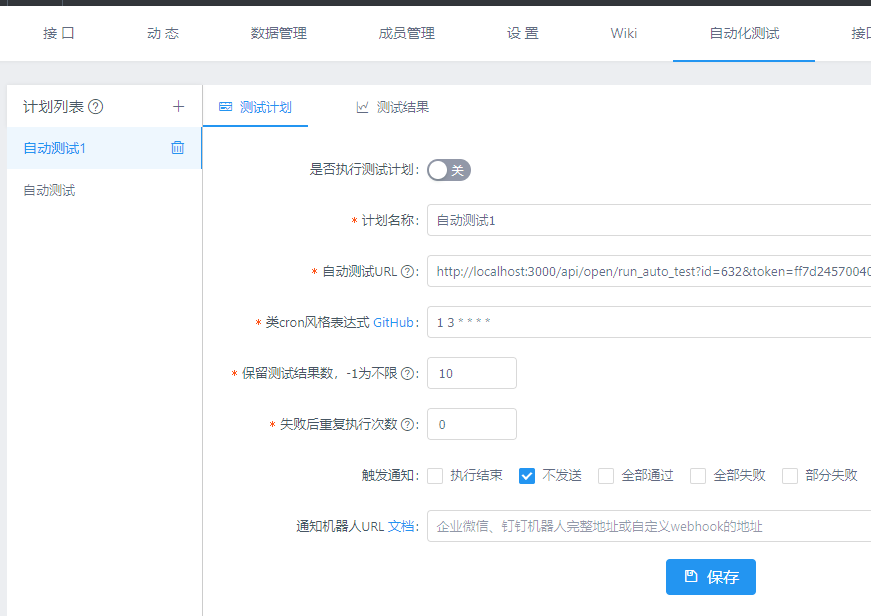 接 口 动 态 数据管理 成员管理 设 置 Wiki 自动化测试
计划列表 测试计划 测试结果
自动测试1
自动测试
是否执行测试计划: 关
* 计划名称: 自动测试1
* 自动测试URL : http://localhost:3000/api/open/run_auto_test?id=632&token=ff7d24570040
* 类cron风格表达式 GitHub: 1 3 * * * *
* 保留测试结果数，-1为不限 : 10
* 失败后重复执行次数 : 0
触发通知: 执行结束 不发送 全部通过 全部失败 部分失败
通知机器人URL 文档: 企业微信、钉钉机器人完整地址或自定义webhook的地址
保存